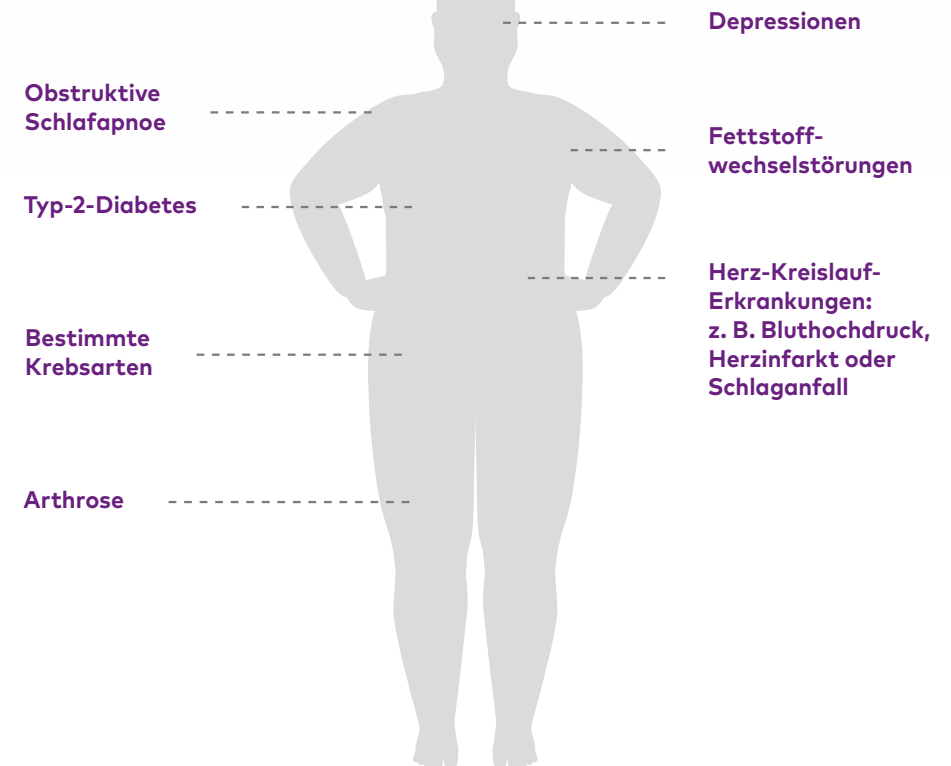 Depressionen
Obstruktive
Schlafapnoe
Fettstoff-
wechselstörungen
Typ-2-Diabetes
Herz-Kreislauf-
Erkrankungen:
z. B. Bluthochdruck,
Herzinfarkt oder
Schlaganfall
Bestimmte
Krebsarten
Arthrose